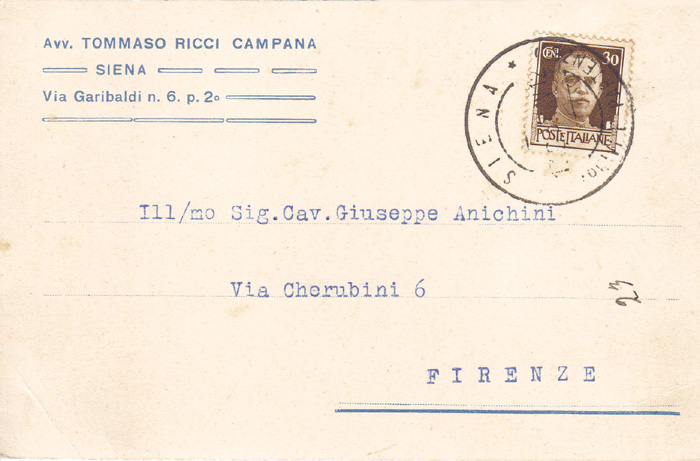 Avv. TOMMASO RICCI CAMPANA
SIENA
Via Garibaldi n. 6. p. 2º
CENT. 30
POSTE ITALIANE
SIENA
Ill/mo Sig.Cav.Giuseppe Anichini
Via Cherubini 6
23
FIRENZE